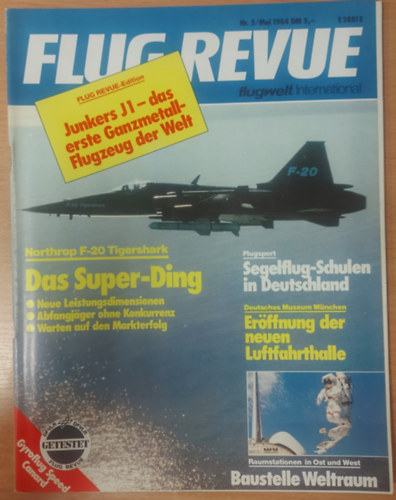 Nr. 5/Mai 1984 DM 5,-
E 2803 E
FLUG REVUE
flugwelt International
FLUG REVUE-Edition
Junkers J1 – das
erste Ganzmetall-
Flugzeug der Welt
F-20
Northrop F-20 Tigershark
Das Super-Ding
● Neue Leistungsdimensionen
● Abfangjäger ohne Konkurrenz
● Warten auf den Markterfolg
Flugsport
Segelflug-Schulen
in Deutschland
Deutsches Museum München
Eröffnung der
neuen
Luftfahrthalle
Raumstationen in Ost und West
Baustelle Weltraum
GETESTET
FLUG REVUE
Gyroflug Speed
Canard